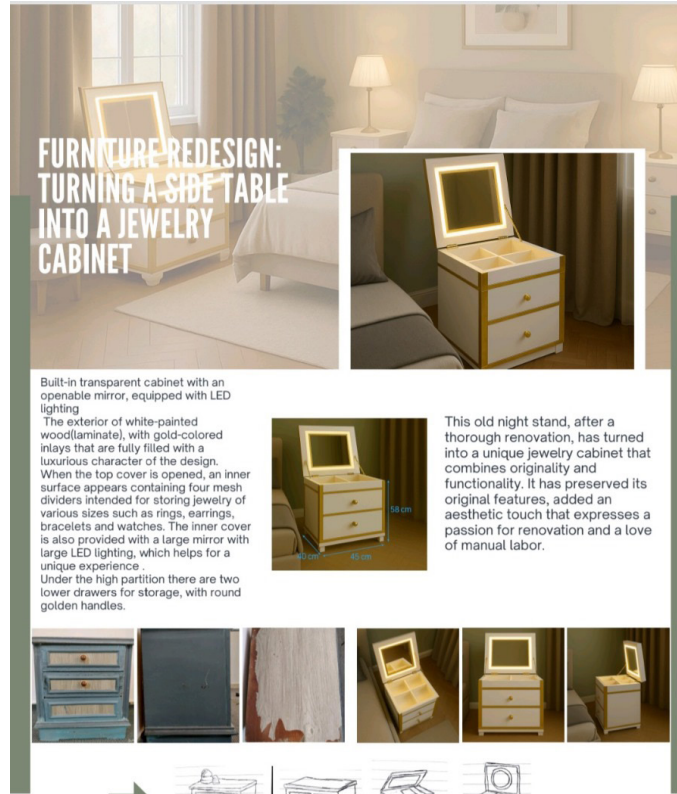 FURNITURE REDESIGN:
TURNING A SIDE TABLE
INTO A JEWELRY
CABINET
Built-in transparent cabinet with an
openable mirror, equipped with LED
lighting
The exterior of white-painted
wood(laminate), with gold-colored
inlays that are fully filled with a
luxurious character of the design.
When the top cover is opened, an inner
surface appears containing four mesh
dividers intended for storing jewelry of
various sizes such as rings, earrings,
bracelets and watches. The inner cover
is also provided with a large mirror with
large LED lighting, which helps for a
unique experience .
Under the high partition there are two
lower drawers for storage, with round
golden handles.
58 cm
40 cm
45 cm
This old night stand, after a
thorough renovation, has turned
into a unique jewelry cabinet that
combines originality and
functionality. It has preserved its
original features, added an
aesthetic touch that expresses a
passion for renovation and a love
of manual labor.